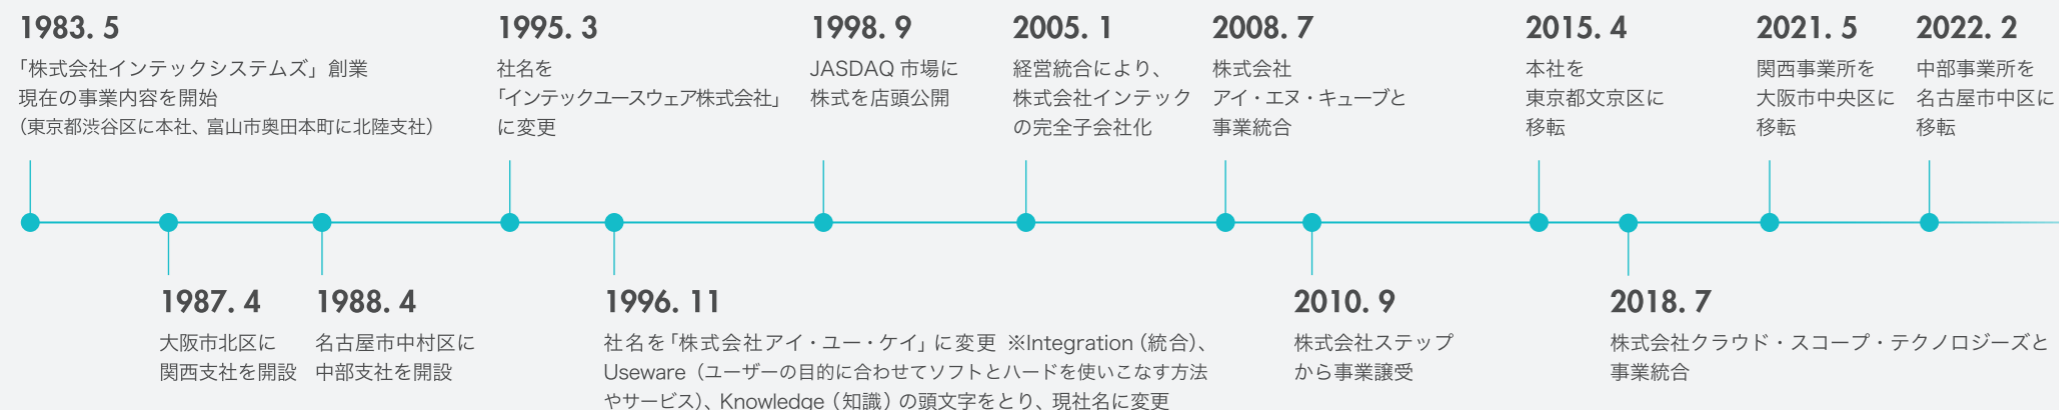 1983. 5
「株式会社インテックシステムズ」創業
現在の事業内容を開始
（東京都渋谷区に本社、富山市奥田本町に北陸支社）
1987. 4
大阪市北区に
関西支社を開設
1988. 4
名古屋市中村区に
中部支社を開設
1995. 3
社名を
「インテックユースウェア株式会社」
に変更
1996. 11
社名を「株式会社アイ・ユー・ケイ」に変更 ※Integration（統合）、
Useware（ユーザーの目的に合わせてソフトとハードを使いこなす方法
やサービス）、Knowledge（知識）の頭文字をとり、現社名に変更
1998. 9
JASDAQ 市場に
株式を店頭公開
2005. 1
経営統合により、
株式会社インテック
の完全子会社化
2008. 7
株式会社
アイ・エヌ・キューブと
事業統合
2010. 9
株式会社ステップ
から事業譲受
2015. 4
本社を
東京都文京区に
移転
2018. 7
株式会社クラウド・スコープ・テクノロジーズと
事業統合
2021. 5
関西事業所を
大阪市中央区に
移転
2022. 2
中部事業所を
名古屋市中区に
移転